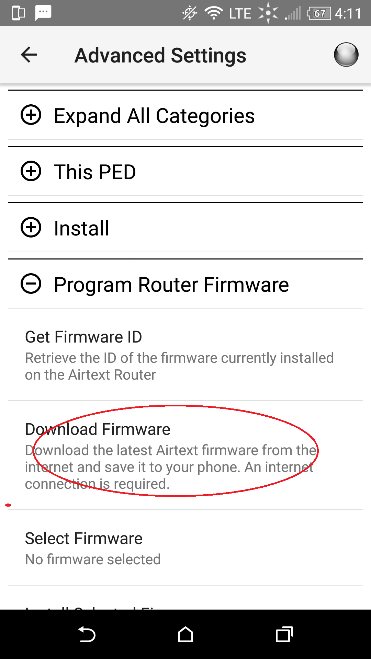 LTE 67 4:11
Advanced Settings
Expand All Categories
This PED
Install
Program Router Firmware
Get Firmware ID
Retrieve the ID of the firmware currently installed
on the Airtext Router
Download Firmware
Download the latest Airtext firmware from the
internet and save it to your phone. An internet
connection is required.
Select Firmware
No firmware selected